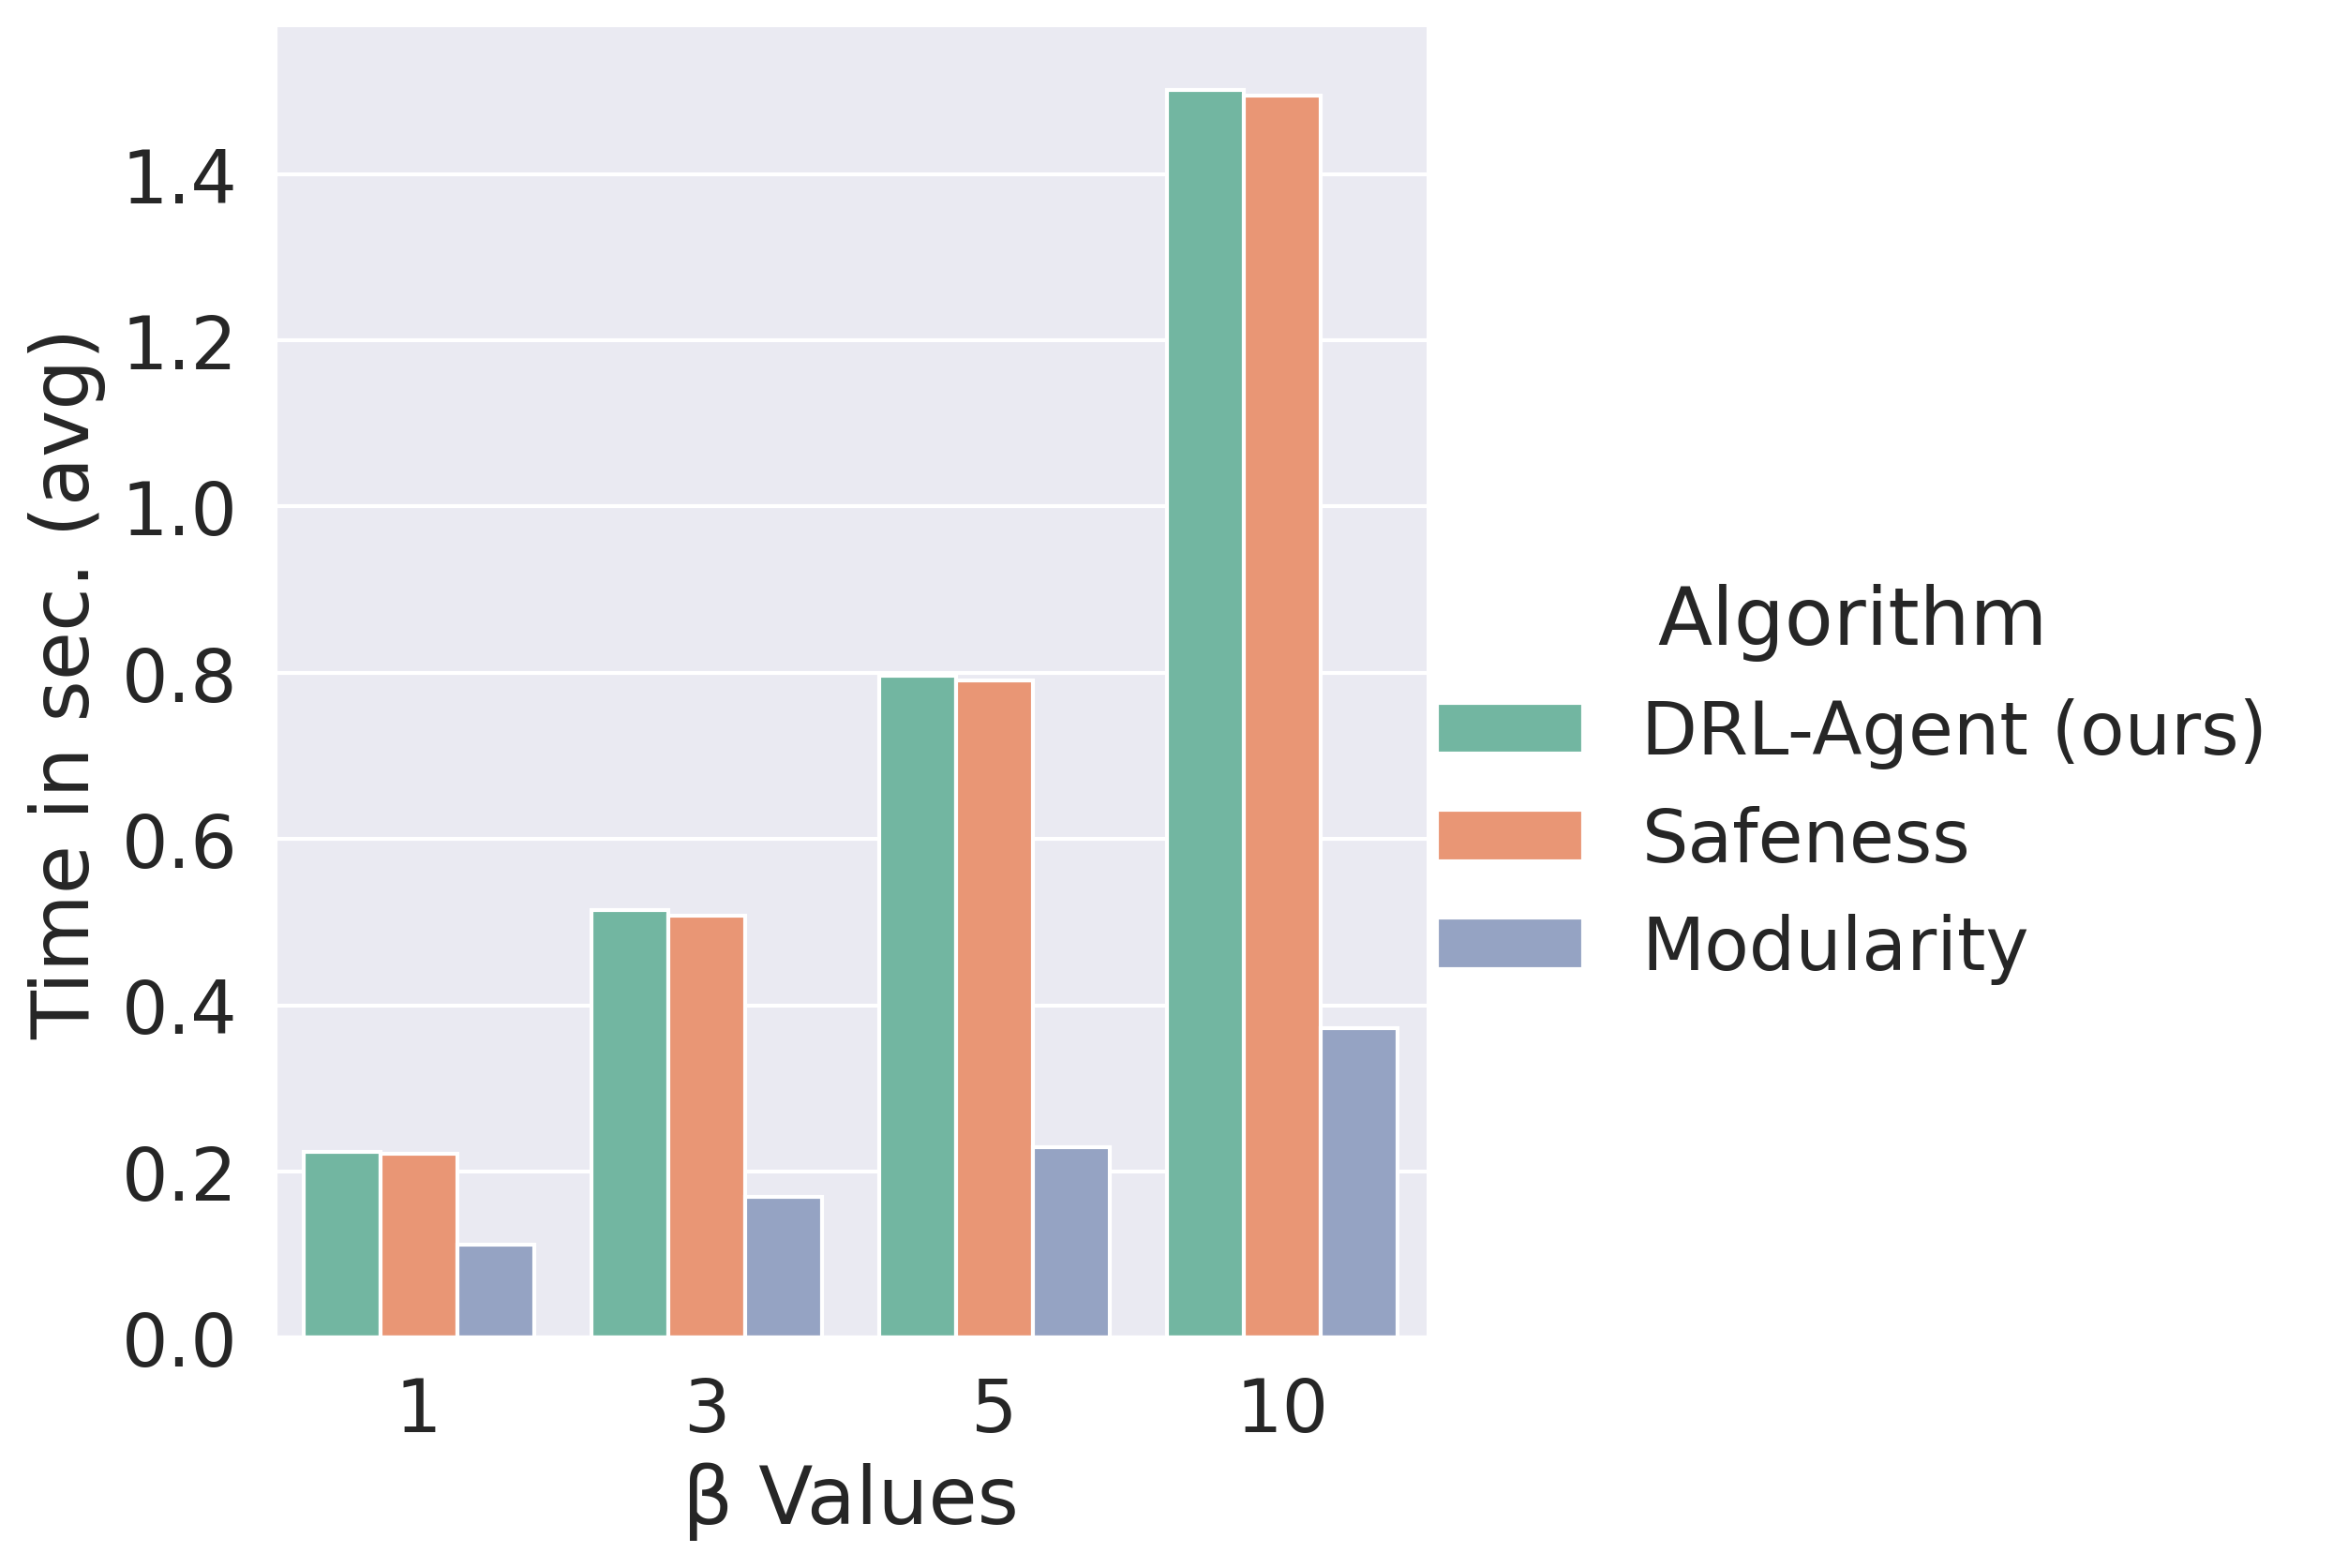 Time in sec. (avg)
1.4
1.2
1.0
0.8
0.6
0.4
0.2
0.0
1
3
5
10
β Values
Algorithm
DRL-Agent (ours)
Safeness
Modularity